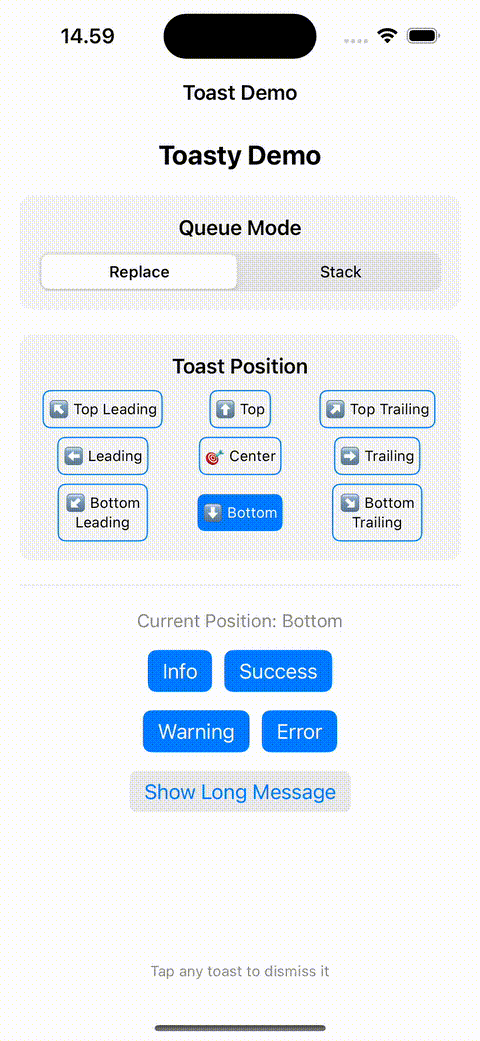 14.59
Toast Demo
Toasty Demo
Queue Mode
Replace Stack
Toast Position
↖️ Top Leading ⬆️ Top ↗️ Top Trailing
⬅️ Leading 🎯 Center ➡️ Trailing
↙️ Bottom
Leading
⬇️ Bottom
↘️ Bottom
Trailing
Current Position: Bottom
Info Success
Warning Error
Show Long Message
Tap any toast to dismiss it